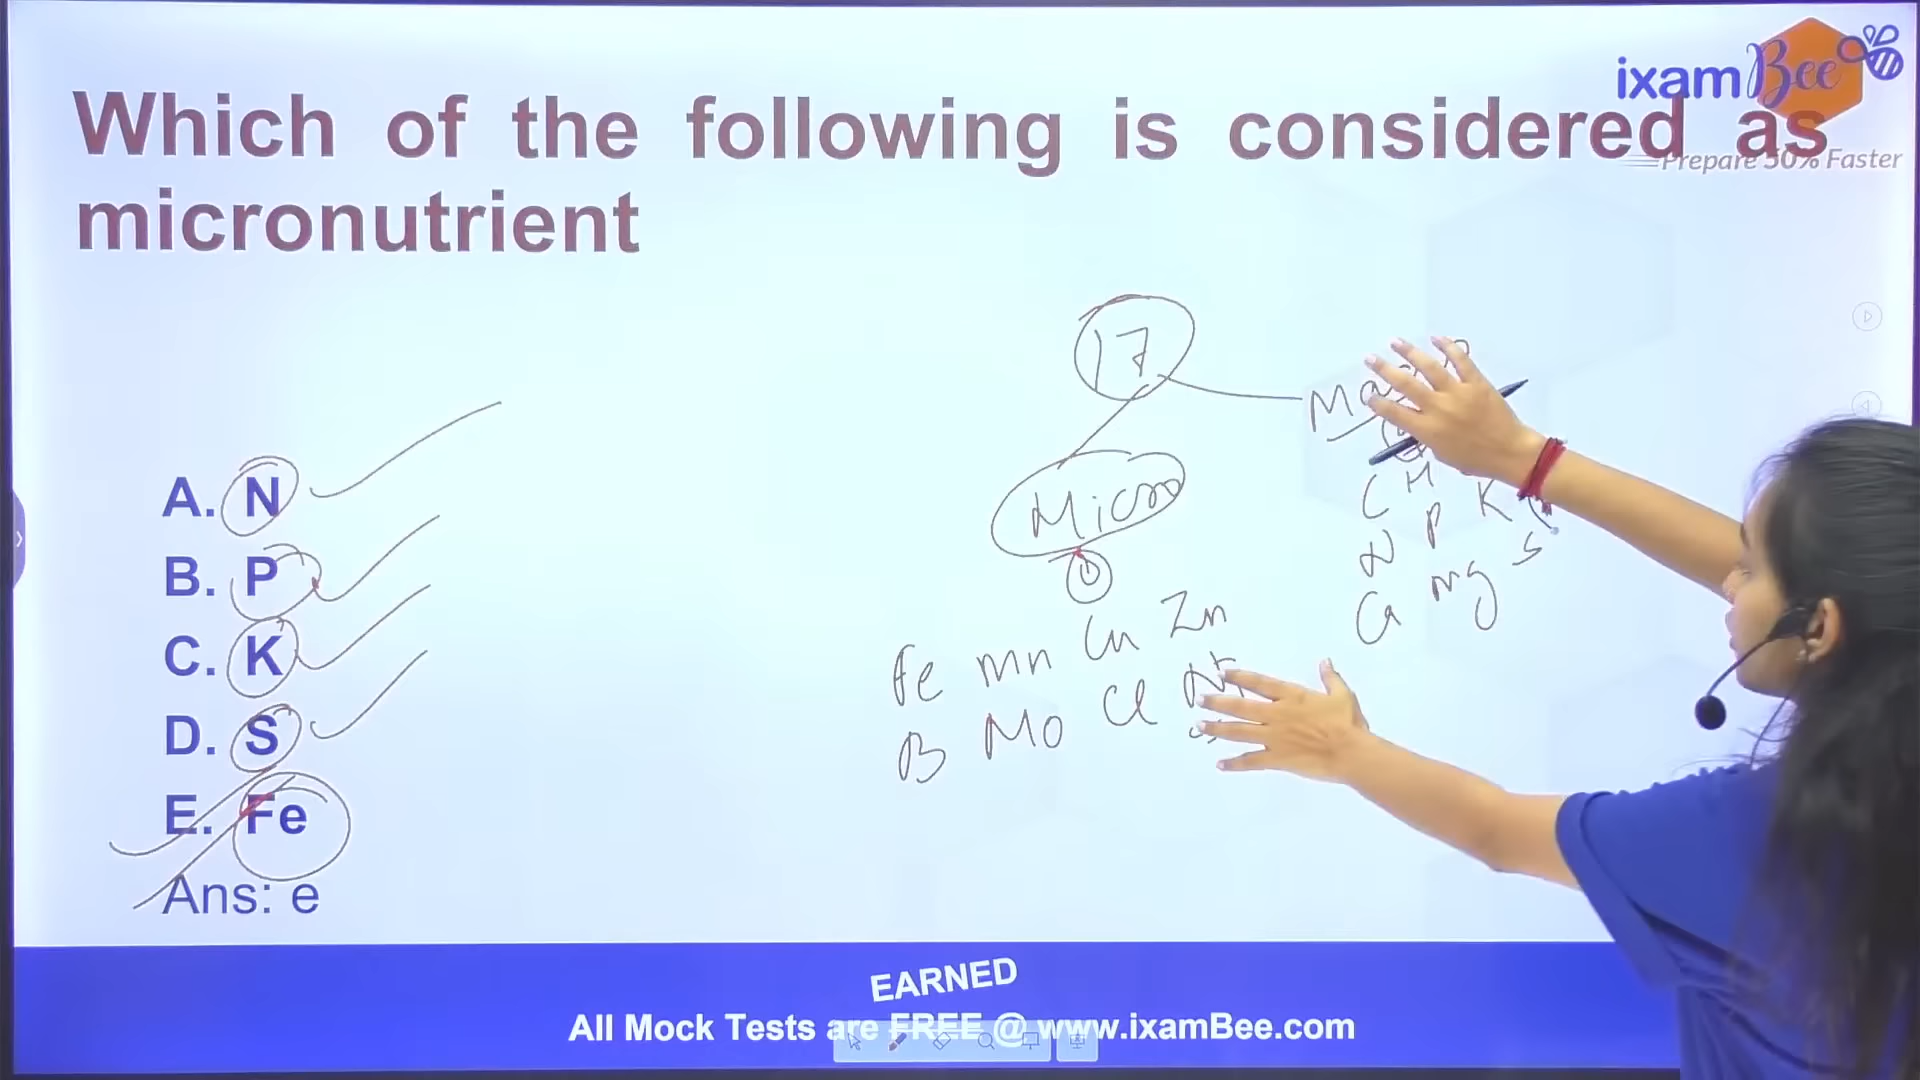 ixamBee
Which of the following is considered as
Prepare 50% Faster
micronutrient
17
Micro
C H
N P K
Ca Mg S
Fe Mn Cu Zn
B Mo Cl Ni
A. N
B. P
C. K
D. S
E. Fe
Ans: e
EARNED
All Mock Tests are FREE @ www.ixamBee.com